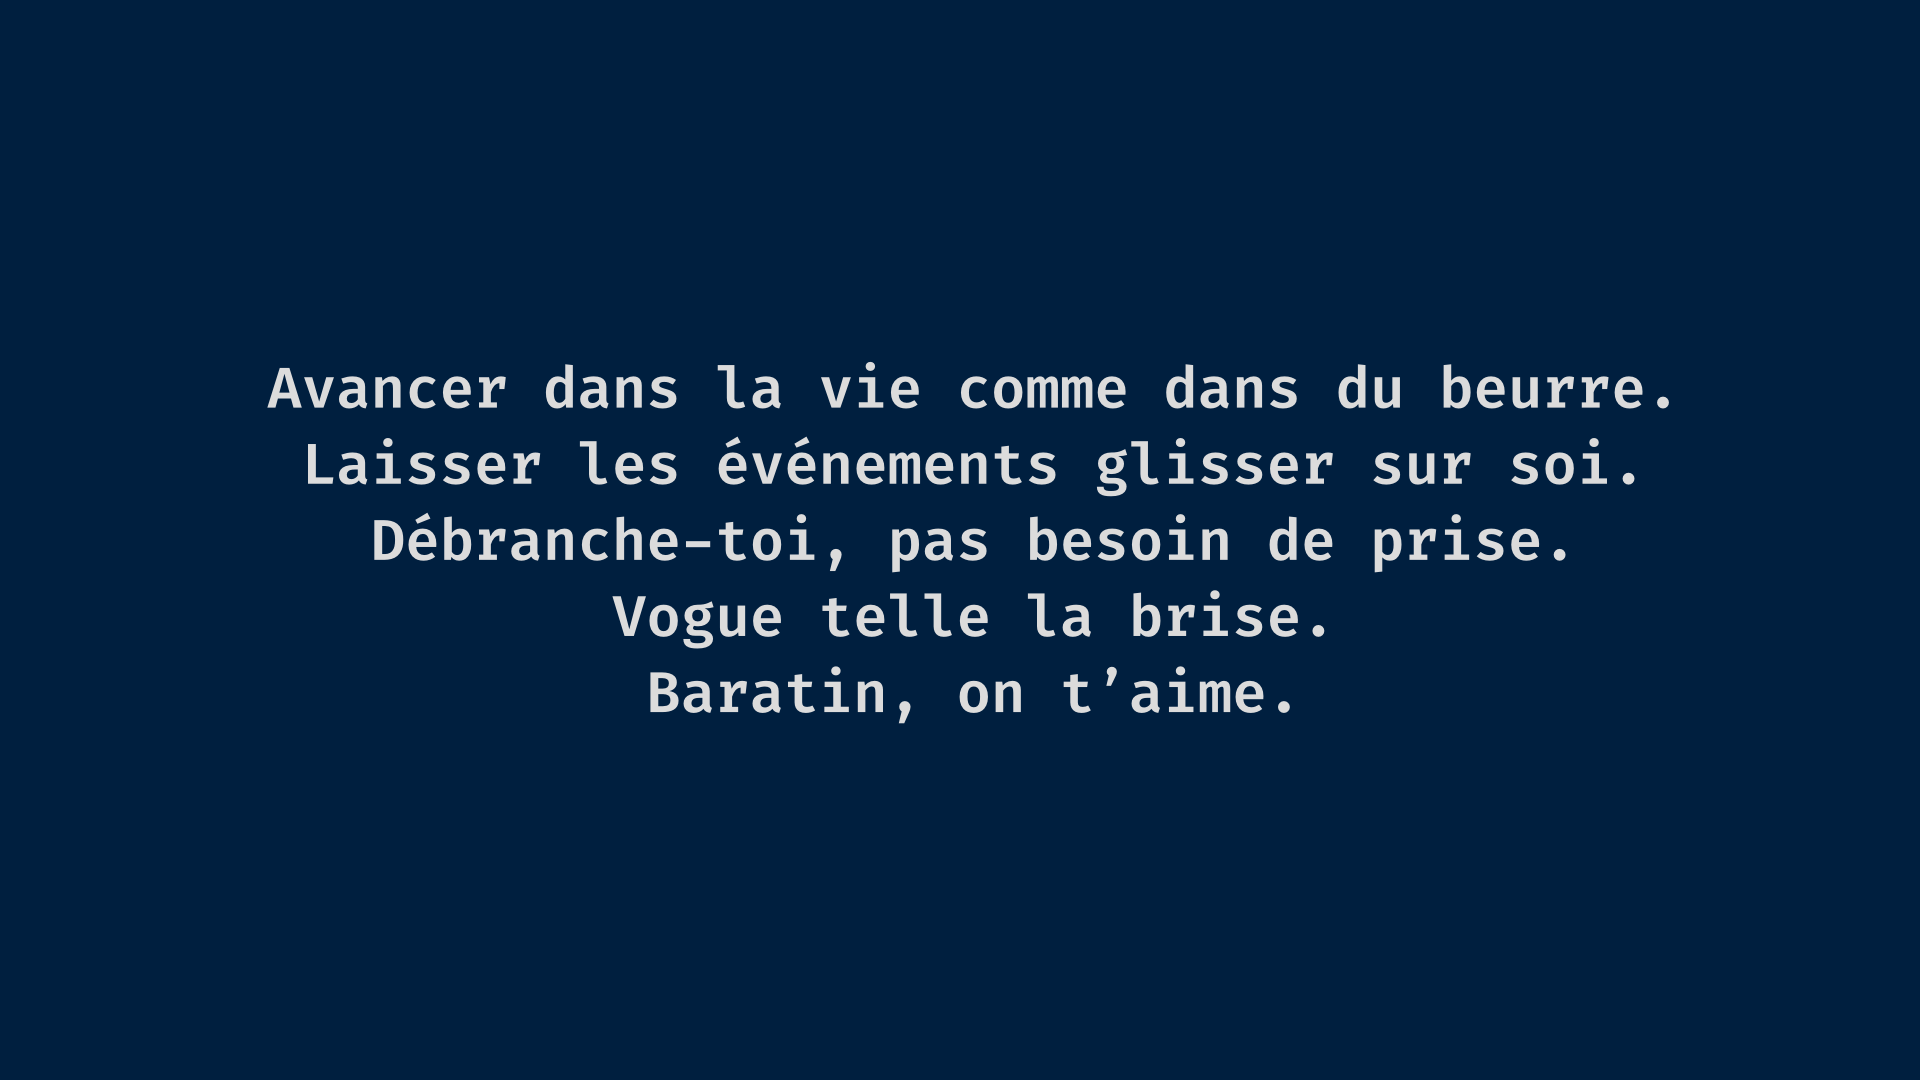 Avancer dans la vie comme dans du beurre.
Laisser les événements glisser sur soi.
Débranche-toi, pas besoin de prise.
Vogue telle la brise.
Baratin, on t’aime.